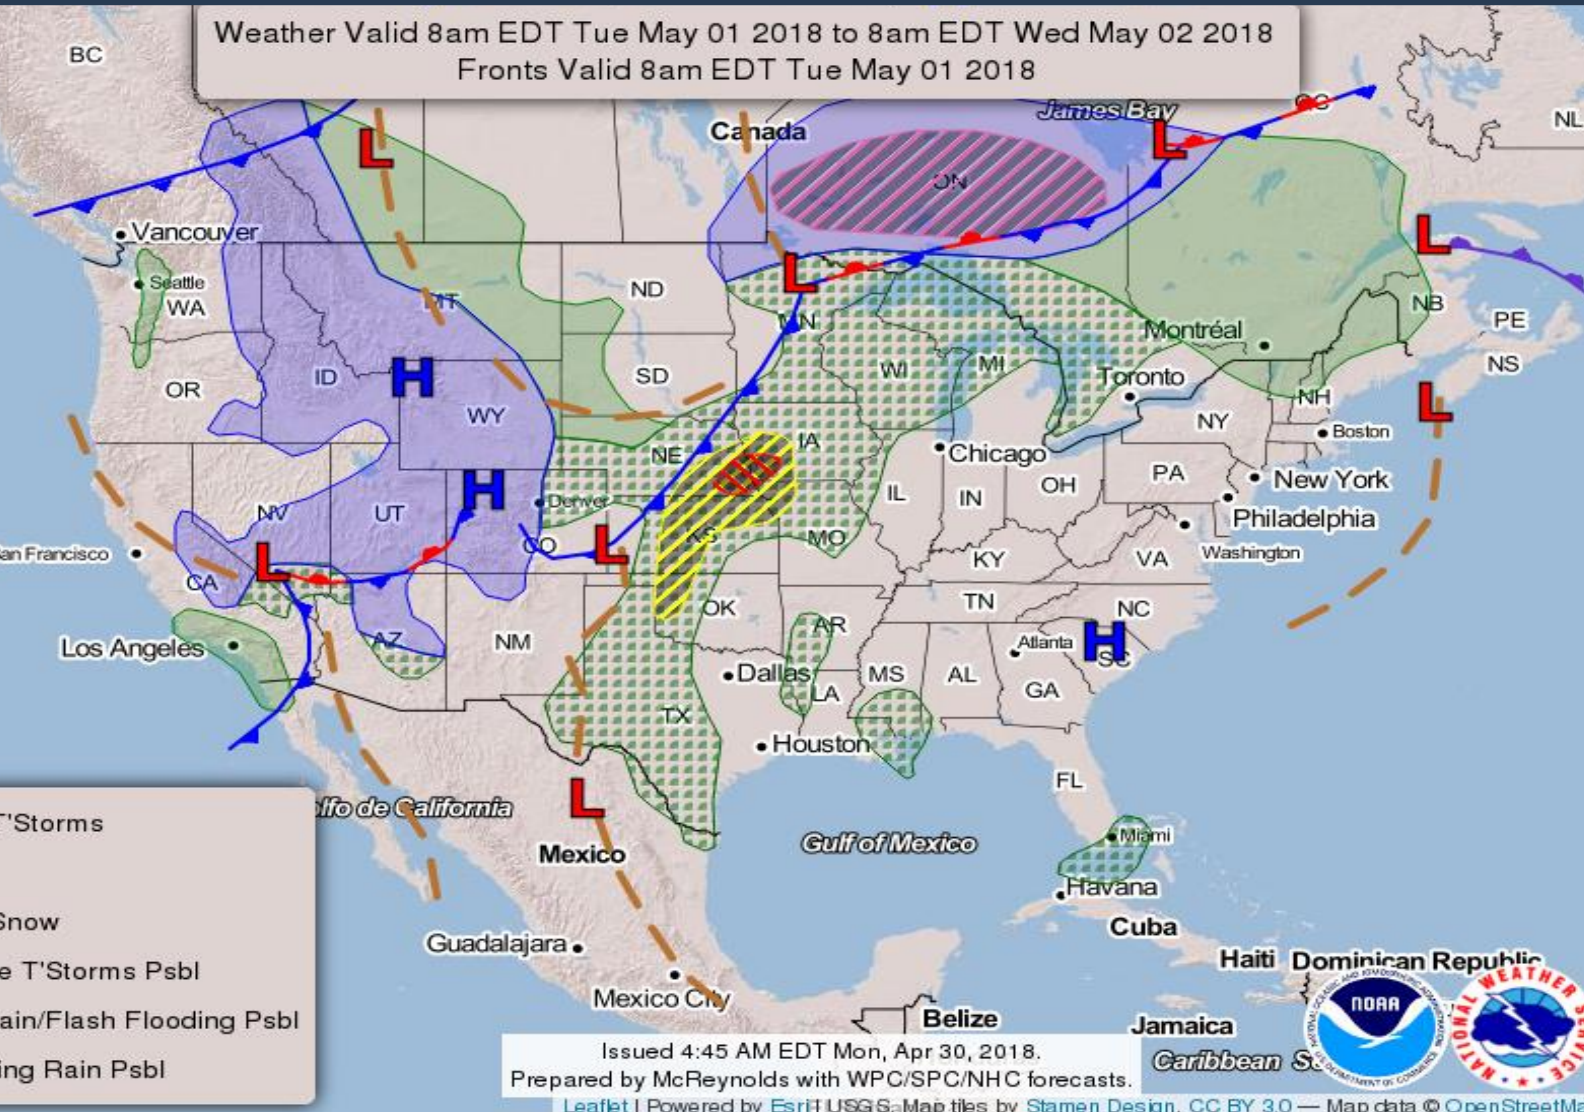 Weather Valid 8am EDT Tue May 01 2018 to 8am EDT Wed May 02 2018
Fronts Valid 8am EDT Tue May 01 2018
BC
Canada
James Bay
QC
NL
ON
L
L
Vancouver
L
L
Seattle
WA
MT
ND
MN
NB
PE
Montréal
NS
OR
ID
H
WY
SD
WI
MI
Toronto
NH
L
NY
Boston
NE
IA
Chicago
PA
New York
NV
UT
H
Denver
IL
IN
OH
Philadelphia
an Francisco
L
CO
L
KS
MO
KY
VA
Washington
CA
OK
TN
NC
Los Angeles
AZ
NM
AR
Atlanta
H
SC
Dallas
LA
MS
AL
GA
TX
Houston
FL
L
lfo de California
Mexico
Gulf of Mexico
Miami
Havana
Cuba
Guadalajara
Haiti
Dominican Republic
Mexico City
Belize
Jamaica
Caribbean
T'Storms
Snow
e T'Storms Psbl
ain/Flash Flooding Psbl
ing Rain Psbl
Issued 4:45 AM EDT Mon, Apr 30, 2018.
Prepared by McReynolds with WPC/SPC/NHC forecasts.
NOAA
NATIONAL WEATHER SERVICE
Leaflet | Powered by Esri | USGS, Map tiles by Stamen Design, CC BY 3.0 — Map data © OpenStreetMa